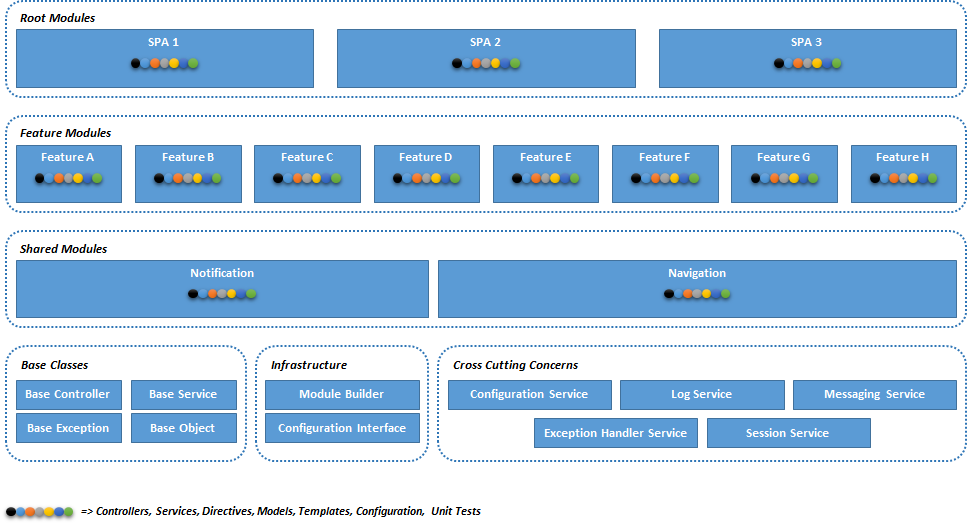 Root Modules
SPA 1
SPA 2
SPA 3
Feature Modules
Feature A
Feature B
Feature C
Feature D
Feature E
Feature F
Feature G
Feature H
Shared Modules
Notification
Navigation
Base Classes
Base Controller
Base Service
Base Exception
Base Object
Infrastructure
Module Builder
Configuration Interface
Cross Cutting Concerns
Configuration Service
Log Service
Messaging Service
Exception Handler Service
Session Service
=> Controllers, Services, Directives, Models, Templates, Configuration, Unit Tests